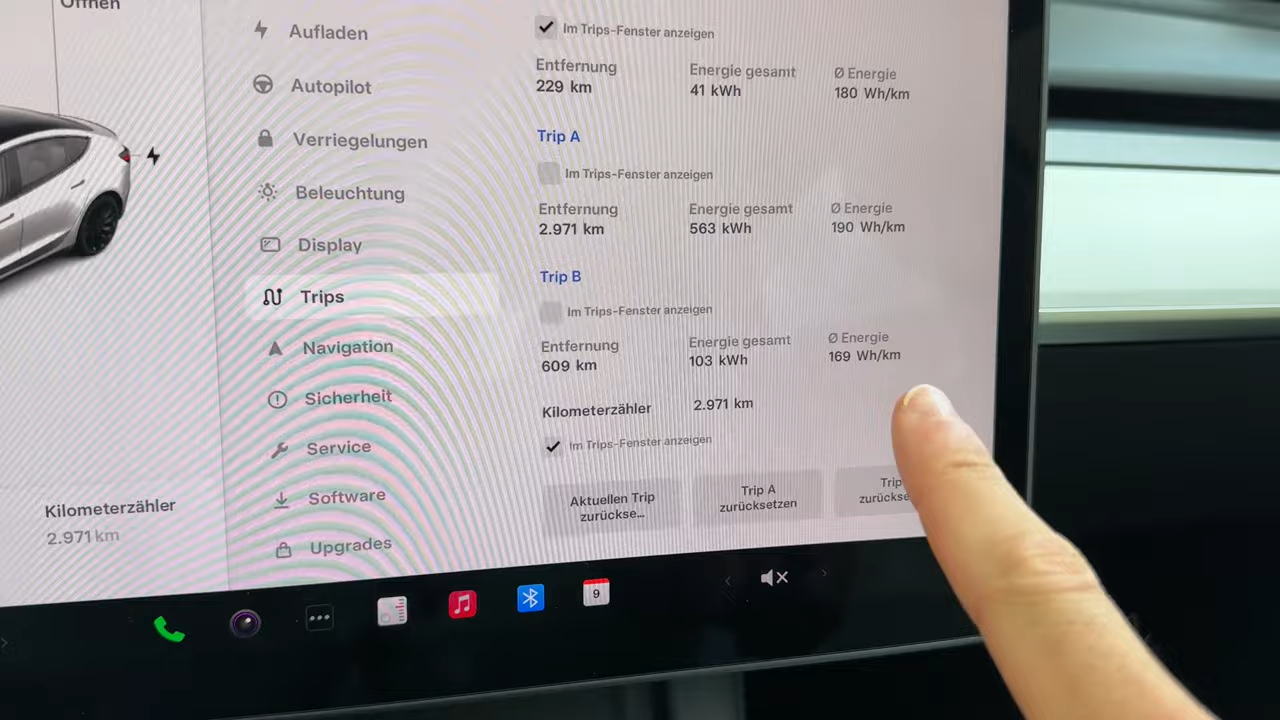 Öffnen
Kilometerzähler
2.971 km
Aufladen
Autopilot
Verriegelungen
Beleuchtung
Display
Trips
Navigation
Sicherheit
Service
Software
Upgrades
Im Trips-Fenster anzeigen
Entfernung Energie gesamt Ø Energie
229 km 41 kWh 180 Wh/km
Trip A
Im Trips-Fenster anzeigen
Entfernung Energie gesamt Ø Energie
2.971 km 563 kWh 190 Wh/km
Trip B
Im Trips-Fenster anzeigen
Entfernung Energie gesamt Ø Energie
609 km 103 kWh 169 Wh/km
Kilometerzähler 2.971 km
Im Trips-Fenster anzeigen
Aktuellen Trip
zurückse...
Trip A
zurücksetzen
Trip
zurückse
9